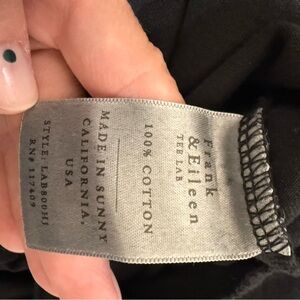 Frank
& Eileen
TEE LAB
100% COTTON
MADE IN SUNNY
CALIFORNIA,
USA
STYLE: LAB800HJ
RN# 117609